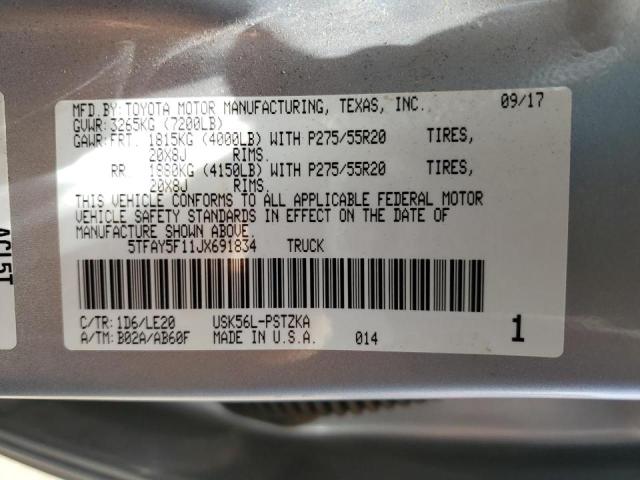 MFD.BY:TOYOTA MOTOR MANUFACTURING, TEXAS, INC. 09/17
GVWR: 3265KG (7200LB)
GAWR:FRT. 1815KG (4000LB) WITH P275/55R20 TIRES,
20X8J RIMS.
RR. 1880KG (4150LB) WITH P275/55R20 TIRES,
20X8J RIMS.
THIS VEHICLE CONFORMS TO ALL APPLICABLE FEDERAL MOTOR
VEHICLE SAFETY STANDARDS IN EFFECT ON THE DATE OF
MANUFACTURE SHOWN ABOVE.
5TFAY5F11JX691834 TRUCK
C/TR: 1D6/LE20 USK56L-PSTZKA
A/TM: B02A/AB60F MADE IN U.S.A. 014 1
ACL5T